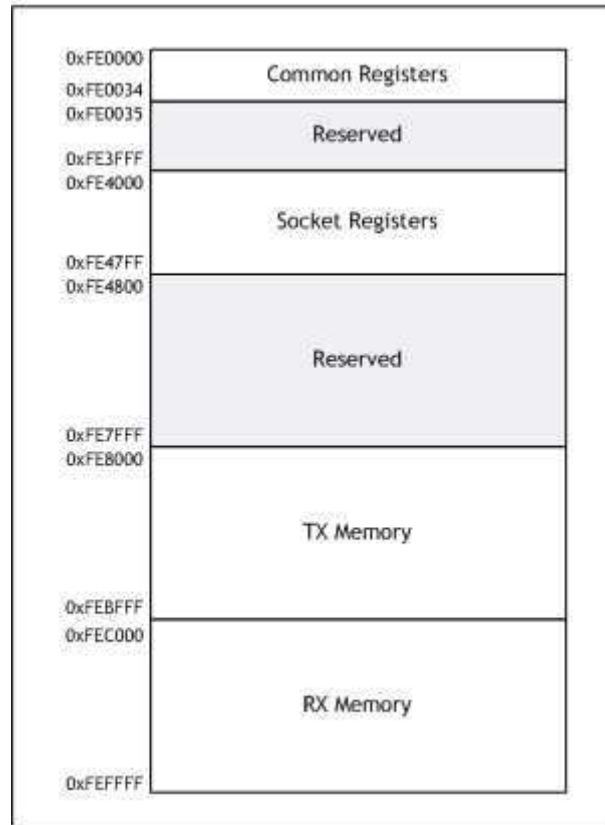 0xFE0000
Common Registers
0xFE0034
0xFE0035
Reserved
0xFE3FFF
0xFE4000
Socket Registers
0xFE47FF
0xFE4800
Reserved
0xFE7FFF
0xFE8000
TX Memory
0xFEBFFF
0xFEC000
RX Memory
0xFEFFFF